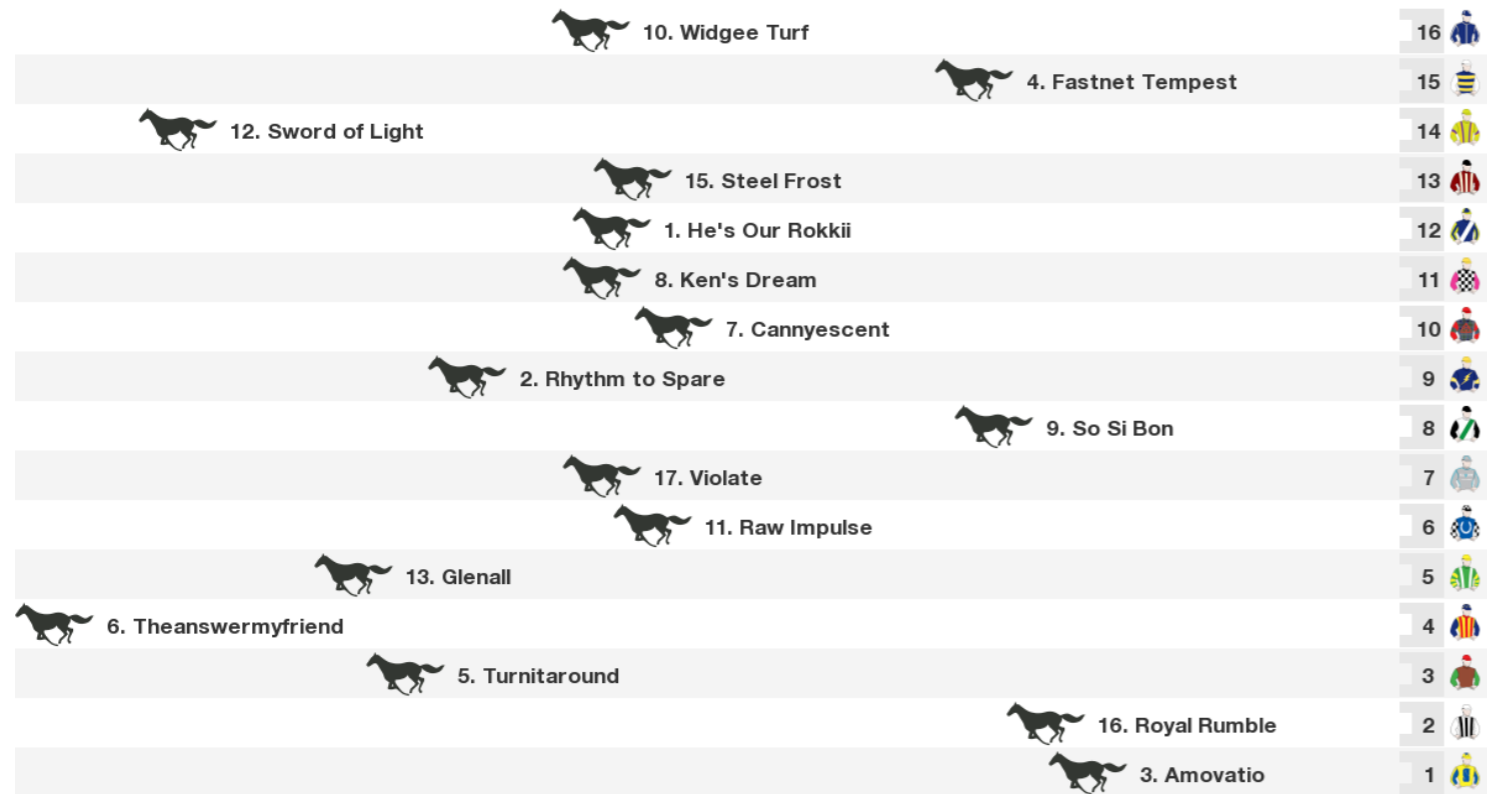 10. Widgee Turf 16
4. Fastnet Tempest 15
12. Sword of Light 14
15. Steel Frost 13
1. He's Our Rokkii 12
8. Ken's Dream 11
7. Cannyescent 10
2. Rhythm to Spare 9
9. So Si Bon 8
17. Violate 7
11. Raw Impulse 6
13. Glenall 5
6. Theanswermyfriend 4
5. Turnitaround 3
16. Royal Rumble 2
3. Amovatio 1